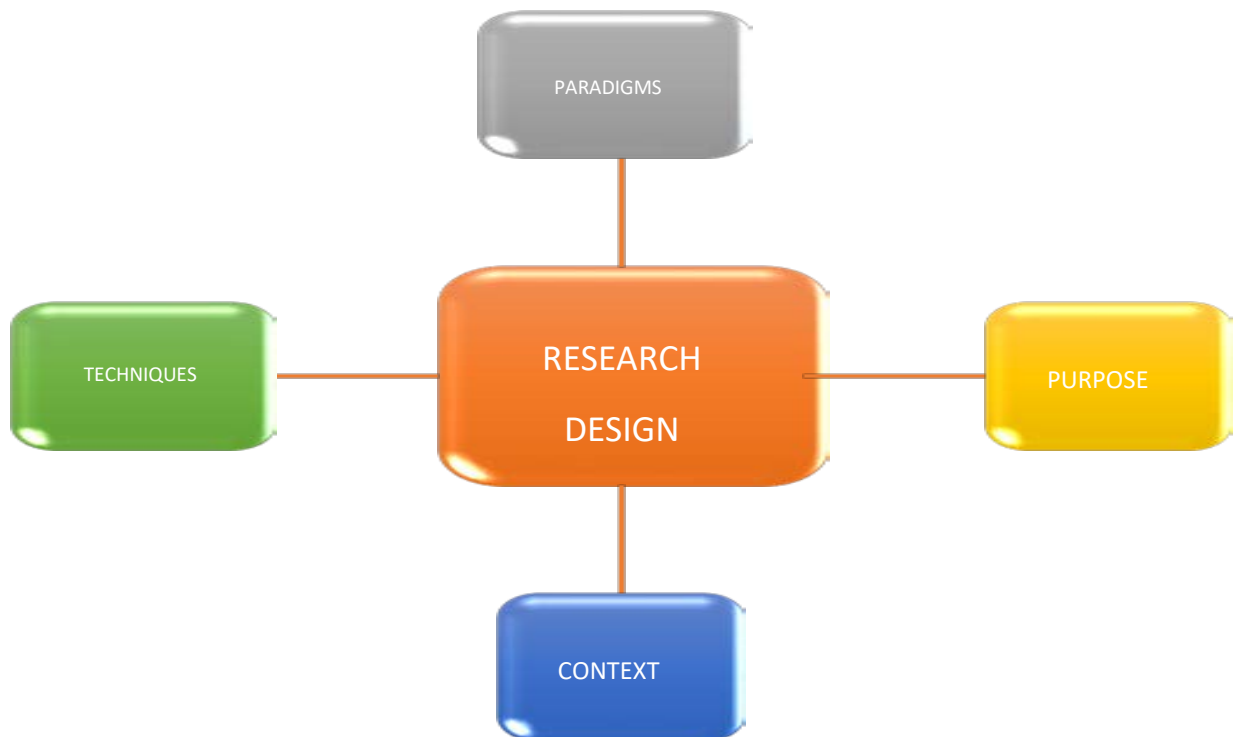 PARADIGMS
RESEARCH
DESIGN
TECHNIQUES
PURPOSE
CONTEXT